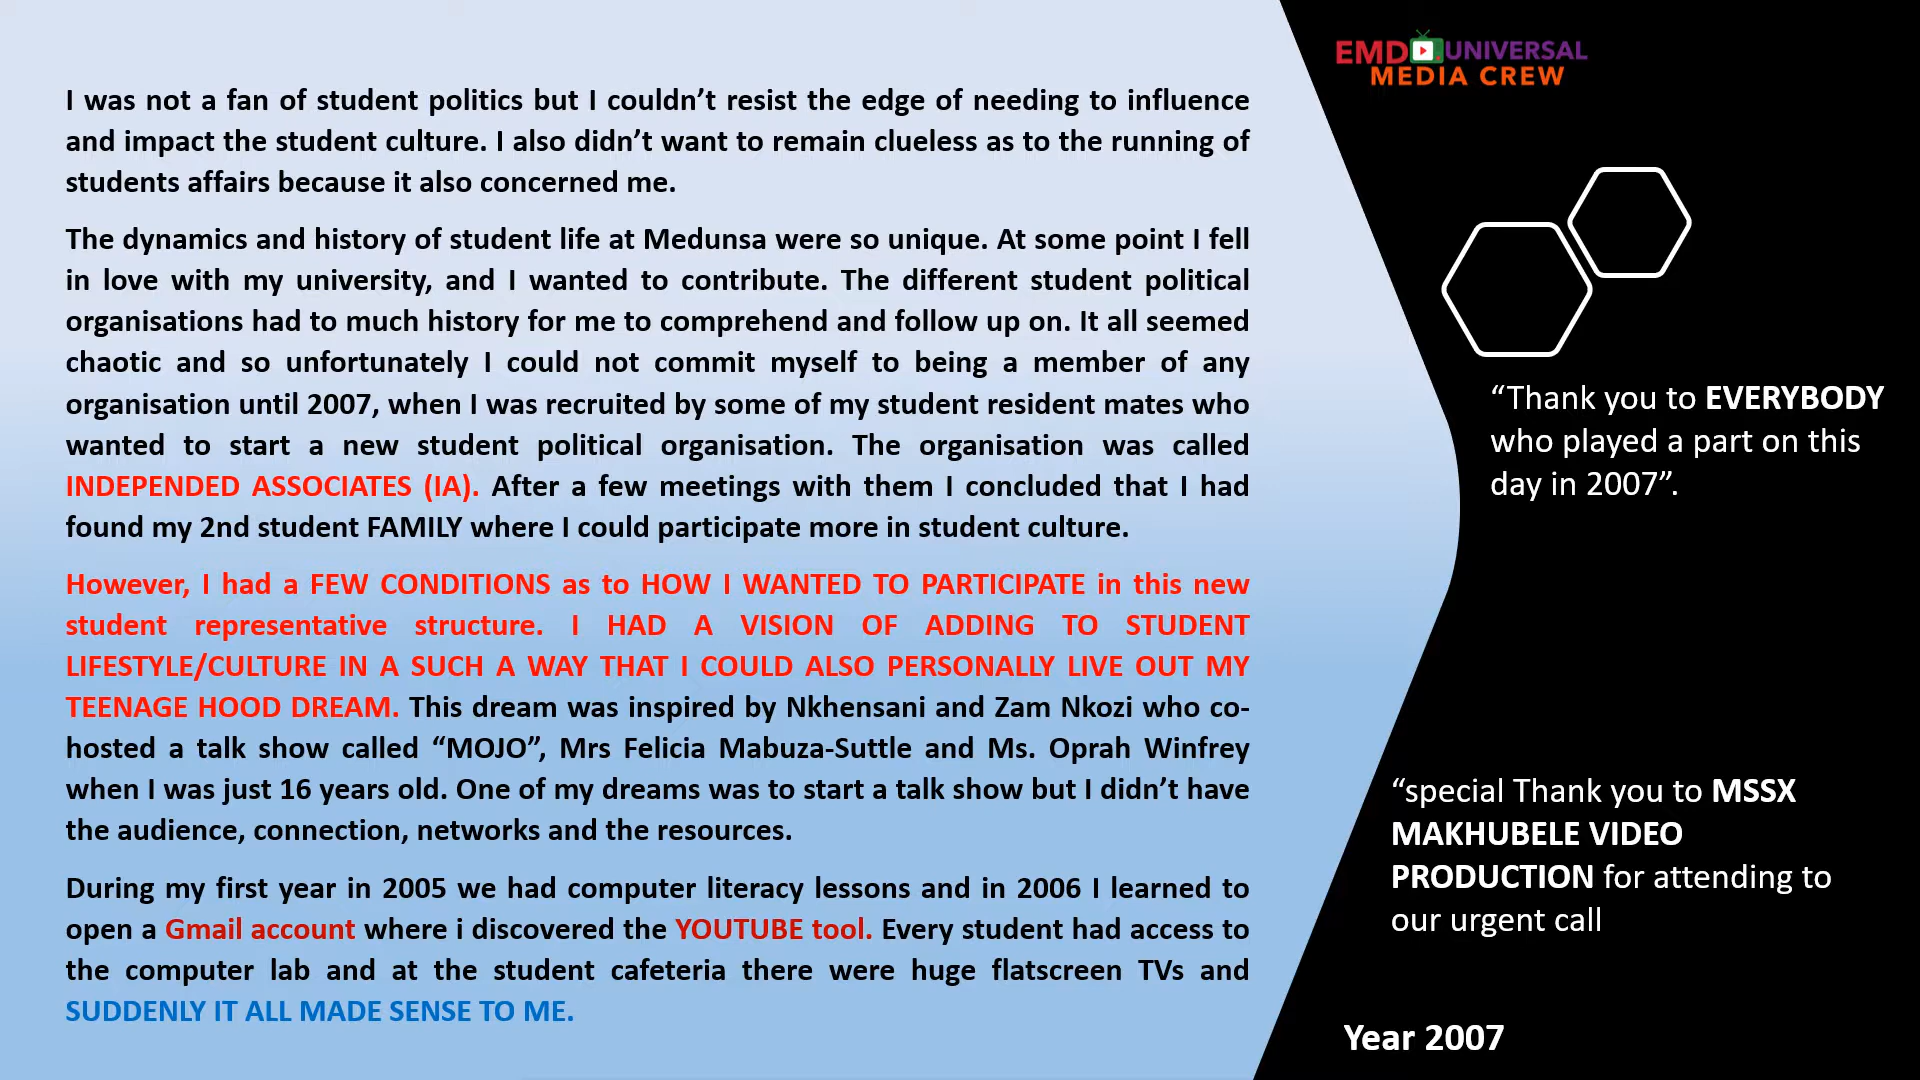 I was not a fan of student politics but I couldn’t resist the edge of needing to influence
and impact the student culture. I also didn’t want to remain clueless as to the running of
students affairs because it also concerned me.
The dynamics and history of student life at Medunsa were so unique. At some point I fell
in love with my university, and I wanted to contribute. The different student political
organisations had to much history for me to comprehend and follow up on. It all seemed
chaotic and so unfortunately I could not commit myself to being a member of any
organisation until 2007, when I was recruited by some of my student resident mates who
wanted to start a new student political organisation. The organisation was called
INDEPENDED ASSOCIATES (IA). After a few meetings with them I concluded that I had
found my 2nd student FAMILY where I could participate more in student culture.
However, I had a FEW CONDITIONS as to HOW I WANTED TO PARTICIPATE in this new
student representative structure. I HAD A VISION OF ADDING TO STUDENT
LIFESTYLE/CULTURE IN A SUCH A WAY THAT I COULD ALSO PERSONALLY LIVE OUT MY
TEENAGE HOOD DREAM. This dream was inspired by Nkhensani and Zam Nkozi who co-
hosted a talk show called “MOJO”, Mrs Felicia Mabuza-Suttle and Ms. Oprah Winfrey
when I was just 16 years old. One of my dreams was to start a talk show but I didn’t have
the audience, connection, networks and the resources.
During my first year in 2005 we had computer literacy lessons and in 2006 I learned to
open a Gmail account where i discovered the YOUTUBE tool. Every student had access to
the computer lab and at the student cafeteria there were huge flatscreen TVs and
SUDDENLY IT ALL MADE SENSE TO ME.
EMD UNIVERSAL
MEDIA CREW
“Thank you to EVERYBODY
who played a part on this
day in 2007”.
“special Thank you to MSSX
MAKHUBELE VIDEO
PRODUCTION for attending to
our urgent call
Year 2007